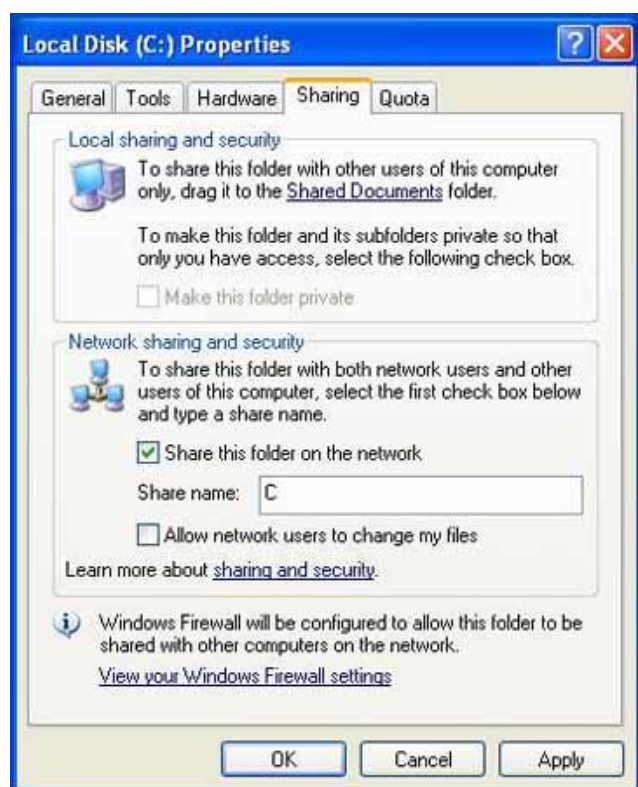 Local Disk (C:) Properties
General Tools Hardware Sharing Quota
Local sharing and security
To share this folder with other users of this computer
only, drag it to the Shared Documents folder.
To make this folder and its subfolders private so that
only you have access, select the following check box.
Make this folder private
Network sharing and security
To share this folder with both network users and other
users of this computer, select the first check box below
and type a share name.
Share this folder on the network
Share name: C
Allow network users to change my files
Learn more about sharing and security.
Windows Firewall will be configured to allow this folder to be
shared with other computers on the network.
View your Windows Firewall settings
OK Cancel Apply